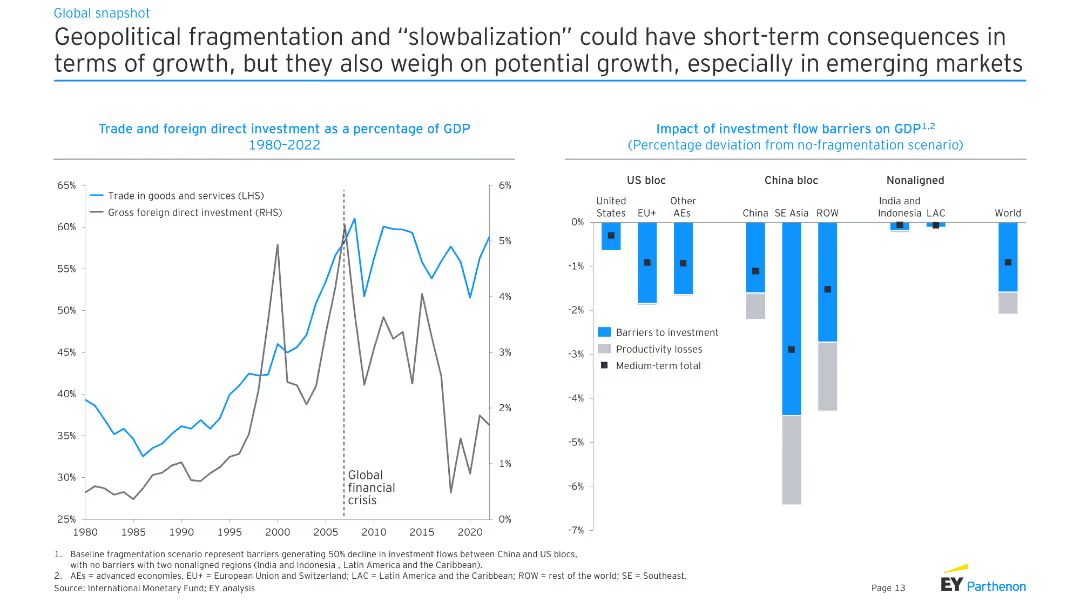 Global snapshot
Geopolitical fragmentation and “slowbalization” could have short-term consequences in
terms of growth, but they also weigh on potential growth, especially in emerging markets
Trade and foreign direct investment as a percentage of GDP
1980–2022
65%
60%
55%
50%
45%
40%
35%
30%
25%
6%
5%
4%
3%
2%
1%
0%
Trade in goods and services (LHS)
Gross foreign direct investment (RHS)
Global
financial
crisis
1980 1985 1990 1995 2000 2005 2010 2015 2020
Impact of investment flow barriers on GDP1,2
(Percentage deviation from no-fragmentation scenario)
US bloc China bloc Nonaligned
United
States EU+ Other
AEs China SE Asia ROW India and
Indonesia LAC World
0%
-1%
-2%
-3%
-4%
-5%
-6%
-7%
Barriers to investment
Productivity losses
Medium-term total
1. Baseline fragmentation scenario represent barriers generating 50% decline in investment flows between China and US blocs,
with no barriers with two nonaligned regions (India and Indonesia , Latin America and the Caribbean).
2. AEs = advanced economies, EU+ = European Union and Switzerland; LAC = Latin America and the Caribbean; ROW = rest of the world; SE = Southeast.
Source: International Monetary Fund; EY analysis
Page 13
EY Parthenon